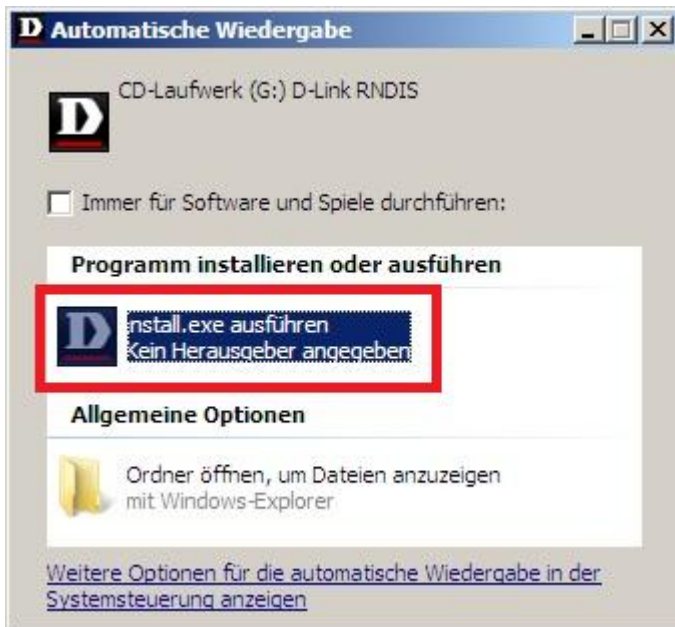 D Automatische Wiedergabe
CD-Laufwerk (G:) D-Link RNDIS
D
Immer für Software und Spiele durchführen:
Programm installieren oder ausführen
D
nstall.exe ausführen
Kein Herausgeber angegeben
Allgemeine Optionen
Ordner öffnen, um Dateien anzuzeigen
mit Windows-Explorer
Weitere Optionen für die automatische Wiedergabe in der
Systemsteuerung anzeigen